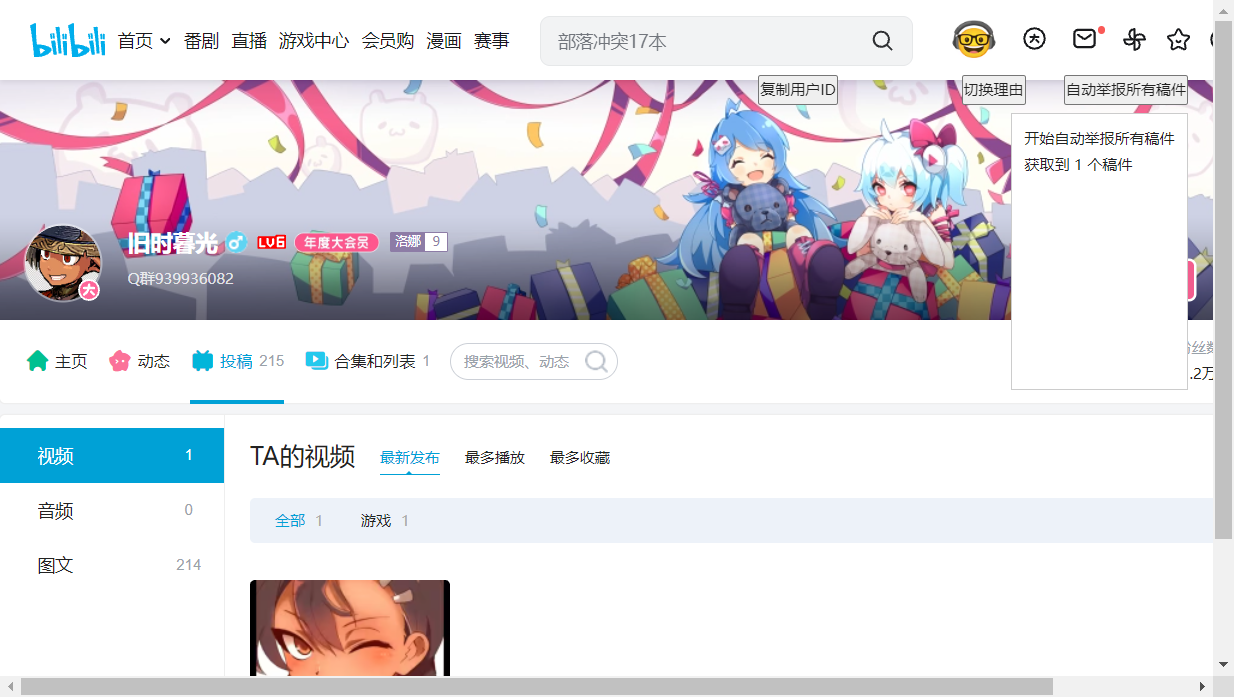 bilibili 首页 番剧 直播 游戏中心 会员购 漫画 赛事 部落冲突17本
复制用户ID 切换理由 自动举报所有稿件
开始自动举报所有稿件
获取到 1 个稿件
旧时暮光 LV6 年度大会员 洛娜 9
Q群939936082
大
主页 动态 投稿 215 合集和列表 1 搜索视频、动态
丝数
.2万
视频 1
音频 0
图文 214
TA的视频 最新发布 最多播放 最多收藏
全部 1 游戏 1